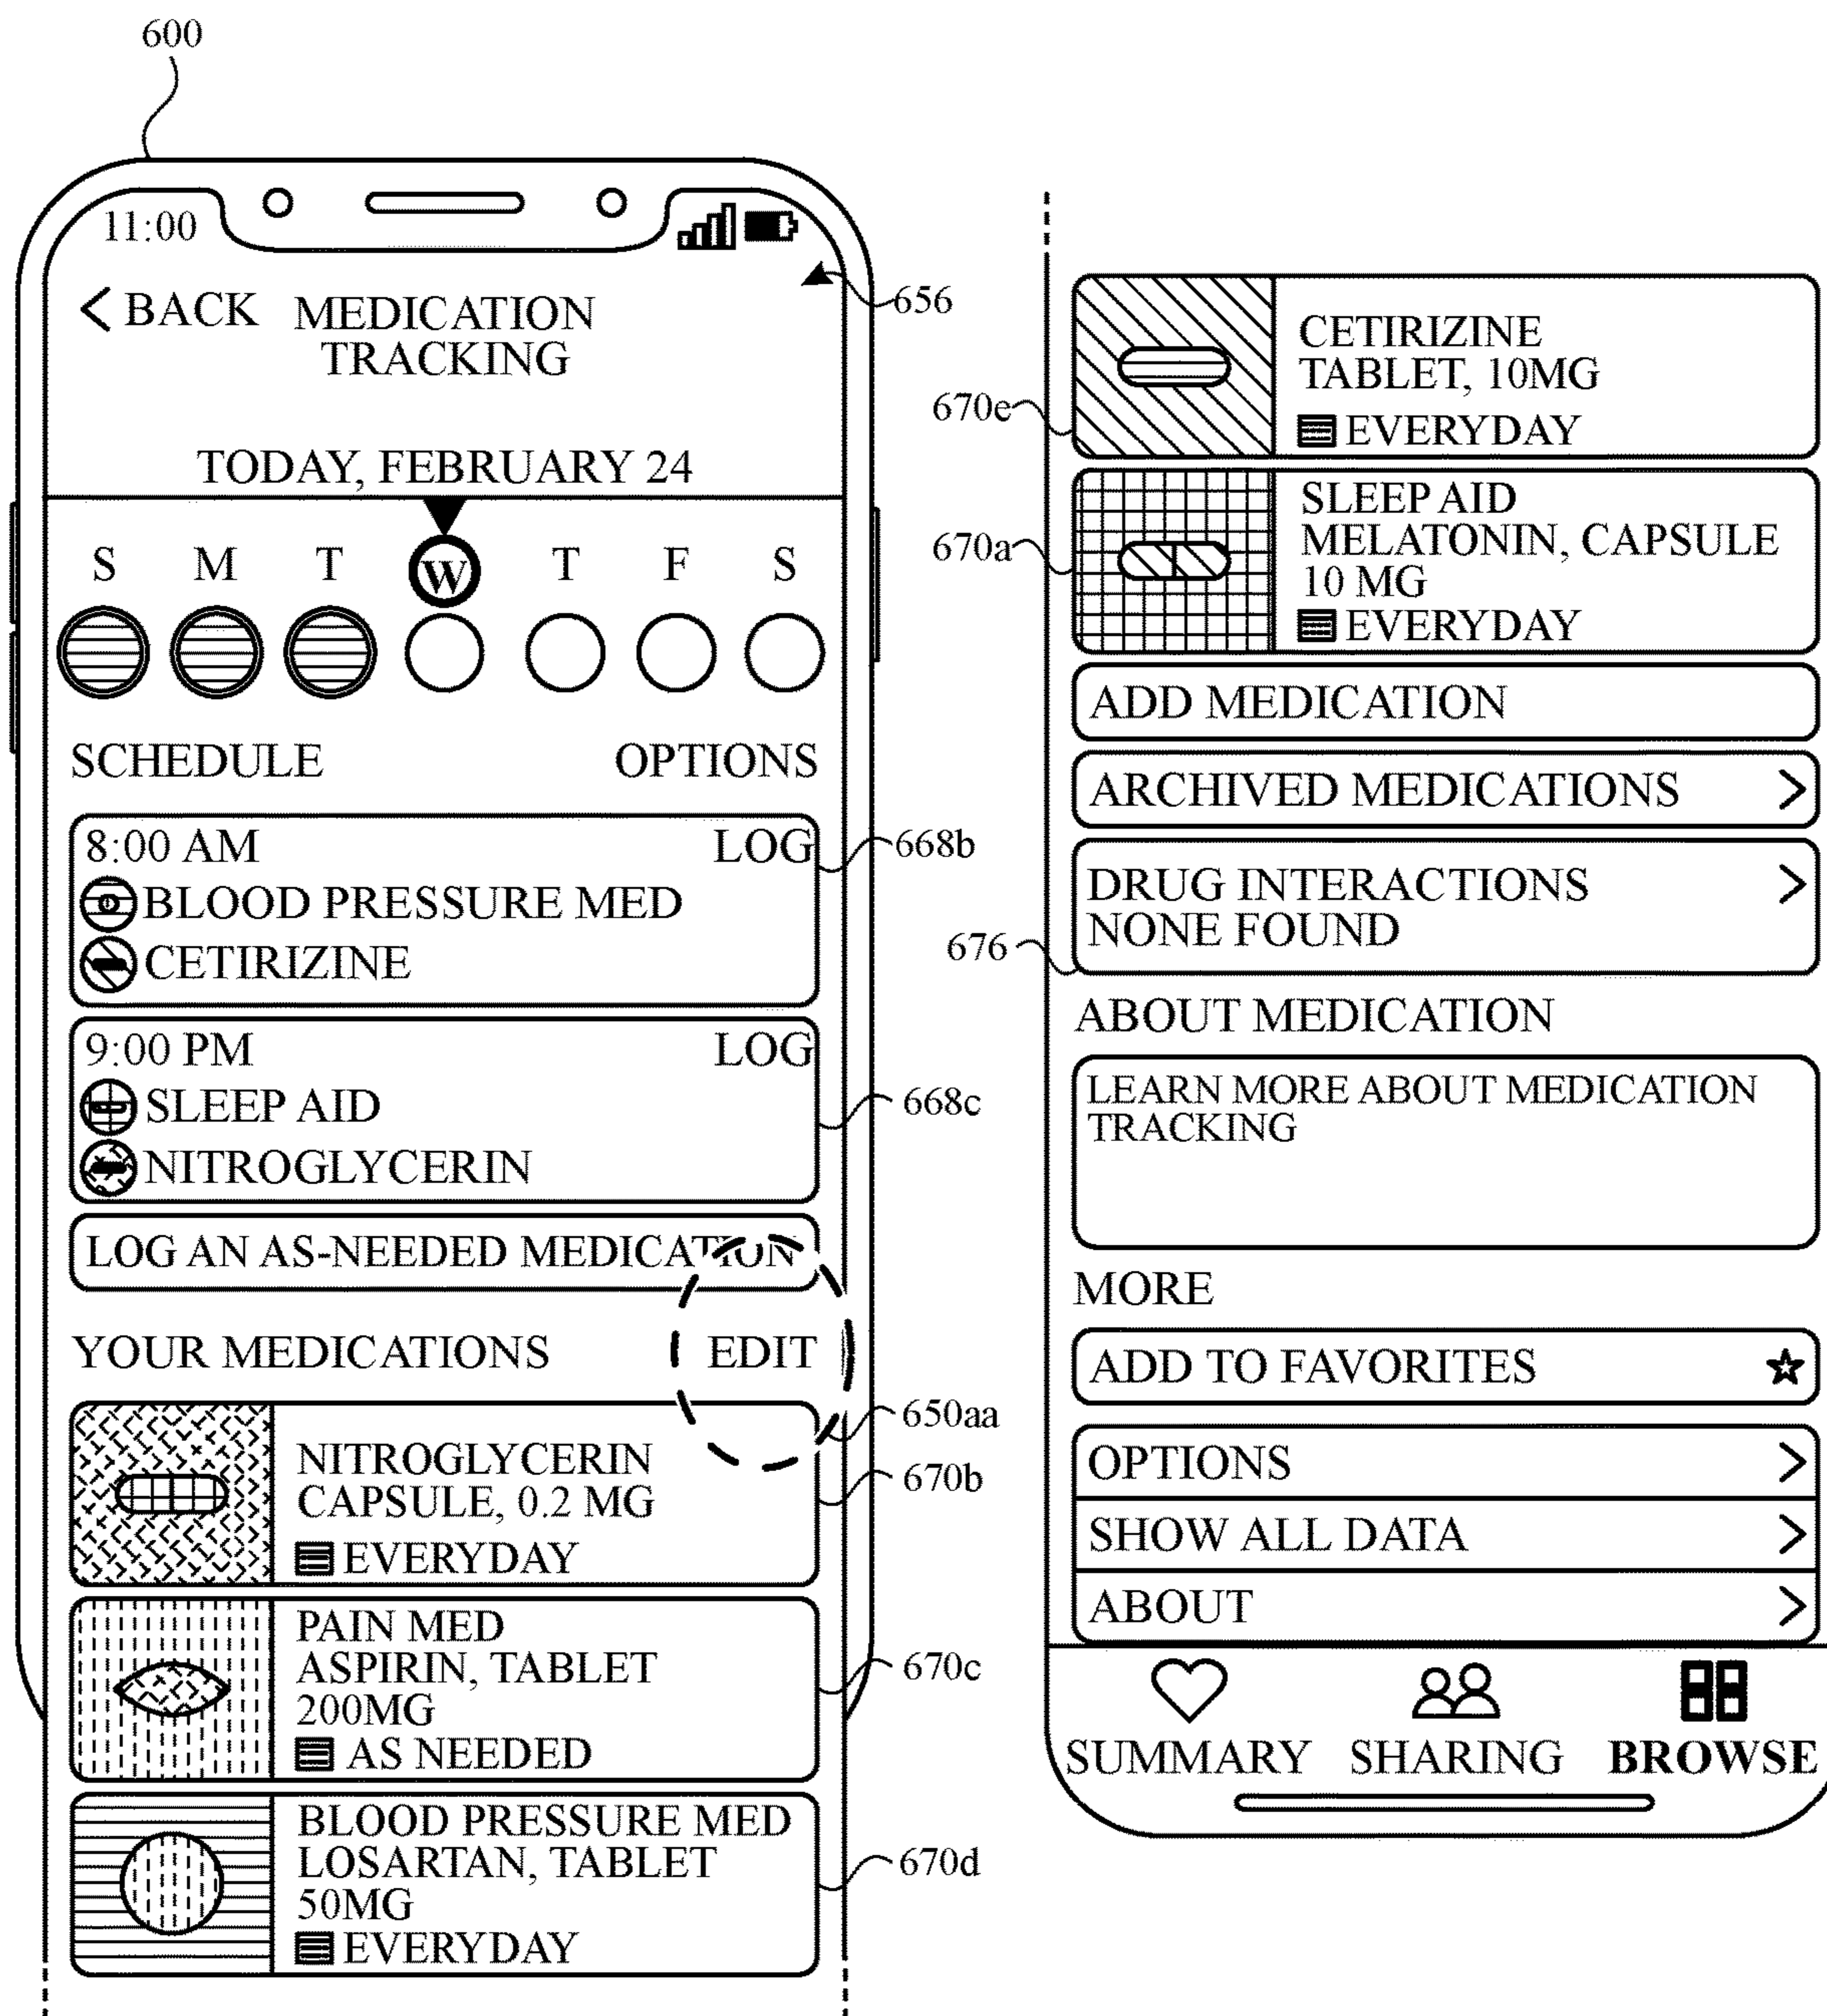 600
11:00
656
< BACK
MEDICATION
TRACKING
TODAY, FEBRUARY 24
S M T W T F S
SCHEDULE OPTIONS
8:00 AM LOG
668b
BLOOD PRESSURE MED
CETIRIZINE
9:00 PM LOG
668c
SLEEP AID
NITROGLYCERIN
LOG AN AS-NEEDED MEDICATION
YOUR MEDICATIONS EDIT
650aa
NITROGLYCERIN
CAPSULE, 0.2 MG
EVERYDAY
670b
PAIN MED
ASPIRIN, TABLET
200MG
AS NEEDED
670c
BLOOD PRESSURE MED
LOSARTAN, TABLET
50MG
EVERYDAY
670d
CETIRIZINE
TABLET, 10MG
EVERYDAY
670e
SLEEP AID
MELATONIN, CAPSULE
10 MG
EVERYDAY
670a
ADD MEDICATION
ARCHIVED MEDICATIONS >
DRUG INTERACTIONS >
NONE FOUND
676
ABOUT MEDICATION
LEARN MORE ABOUT MEDICATION
TRACKING
MORE
ADD TO FAVORITES
OPTIONS >
SHOW ALL DATA >
ABOUT >
SUMMARY SHARING BROWSE